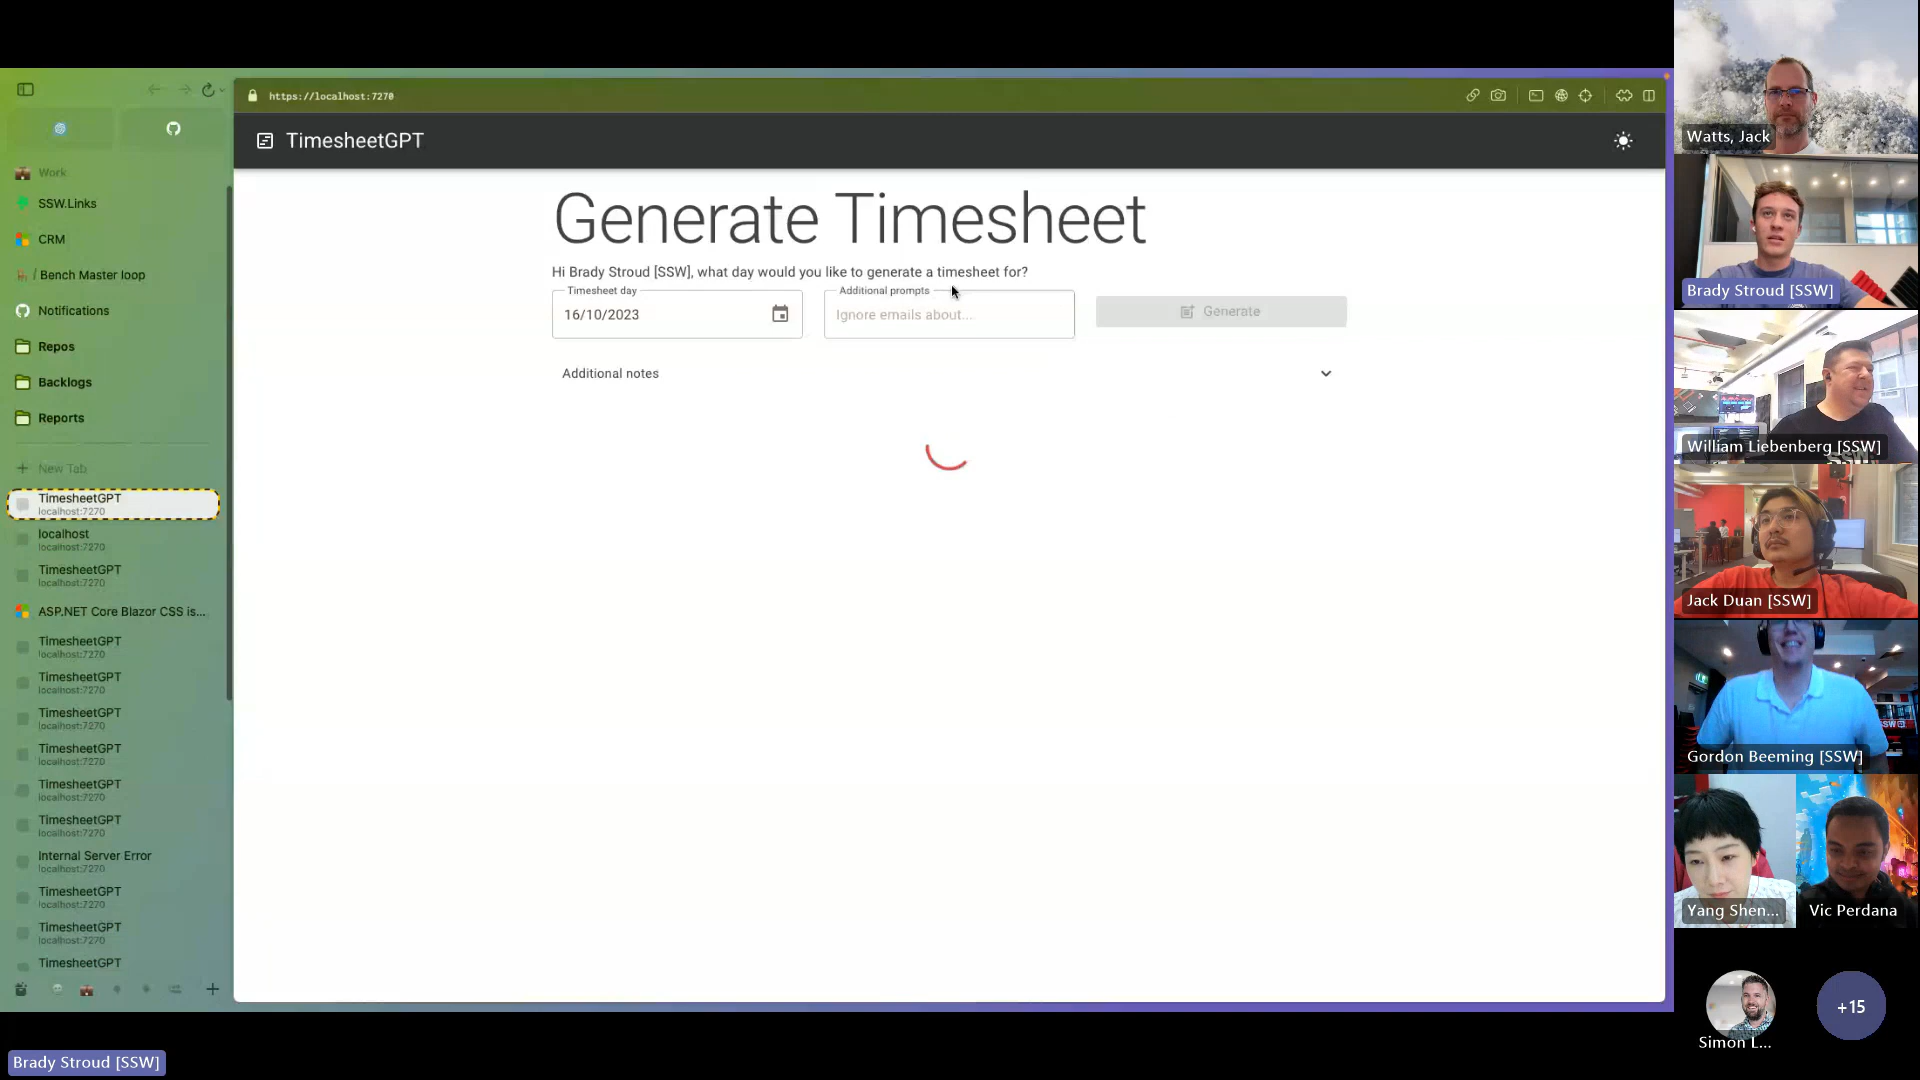 https://localhost:7270
TimesheetGPT
Work
SSW.Links
CRM
/ Bench Master loop
Notifications
Repos
Backlogs
Reports
+ New Tab
TimesheetGPT
localhost:7270
localhost
localhost:7270
TimesheetGPT
localhost:7270
ASP.NET Core Blazor CSS is...
TimesheetGPT
localhost:7270
TimesheetGPT
localhost:7270
TimesheetGPT
localhost:7270
TimesheetGPT
localhost:7270
TimesheetGPT
localhost:7270
TimesheetGPT
localhost:7270
Internal Server Error
localhost:7270
TimesheetGPT
localhost:7270
TimesheetGPT
localhost:7270
TimesheetGPT
Generate Timesheet
Hi Brady Stroud [SSW], what day would you like to generate a timesheet for?
Timesheet day
16/10/2023
Additional prompts
Ignore emails about...
Generate
Additional notes
Watts, Jack
Brady Stroud [SSW]
William Liebenberg [SSW]
Jack Duan [SSW]
Gordon Beeming [SSW]
Yang Shen...
Vic Perdana
Simon L...
+15
Brady Stroud [SSW]